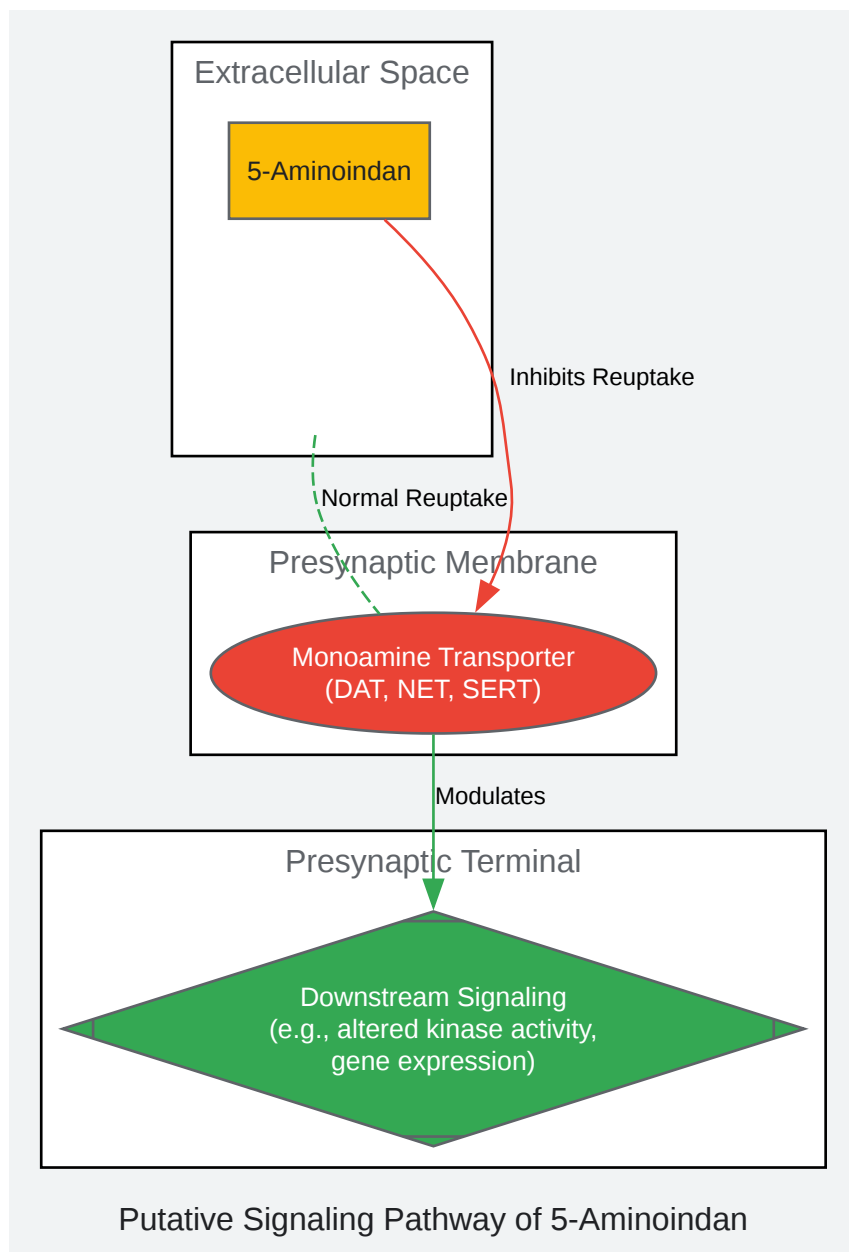 Extracellular Space
5-Aminoindan
Inhibits Reuptake
Normal Reuptake
Presynaptic Membrane
Monoamine Transporter
(DAT, NET, SERT)
Modulates
Presynaptic Terminal
Downstream Signaling
(e.g., altered kinase activity,
gene expression)
Putative Signaling Pathway of 5-Aminoindan